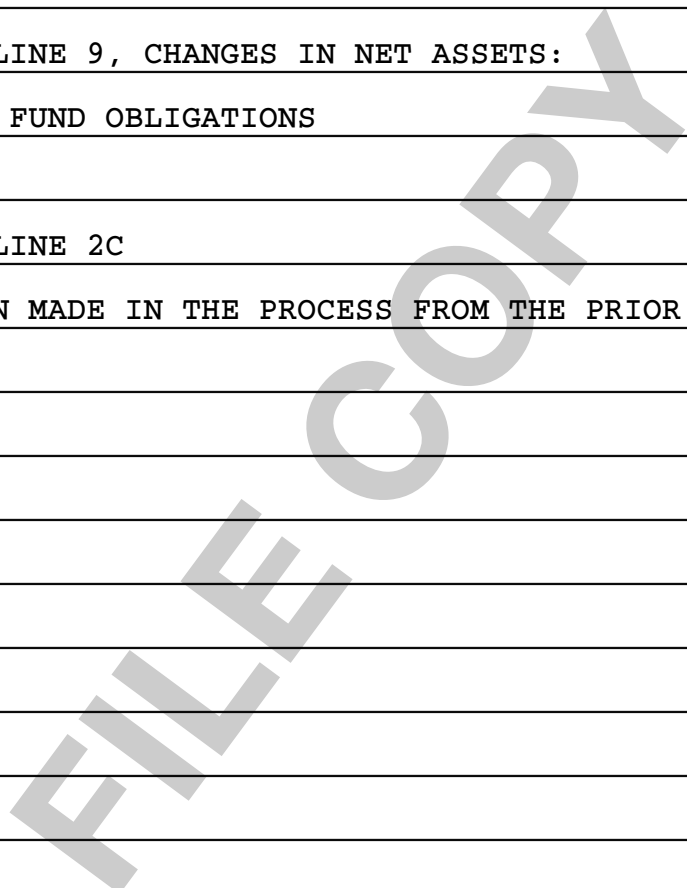 LINE 9, CHANGES IN NET ASSETS:
FUND OBLIGATIONS
LINE 2C
MADE IN THE PROCESS FROM THE PRIOR
FILE COPY